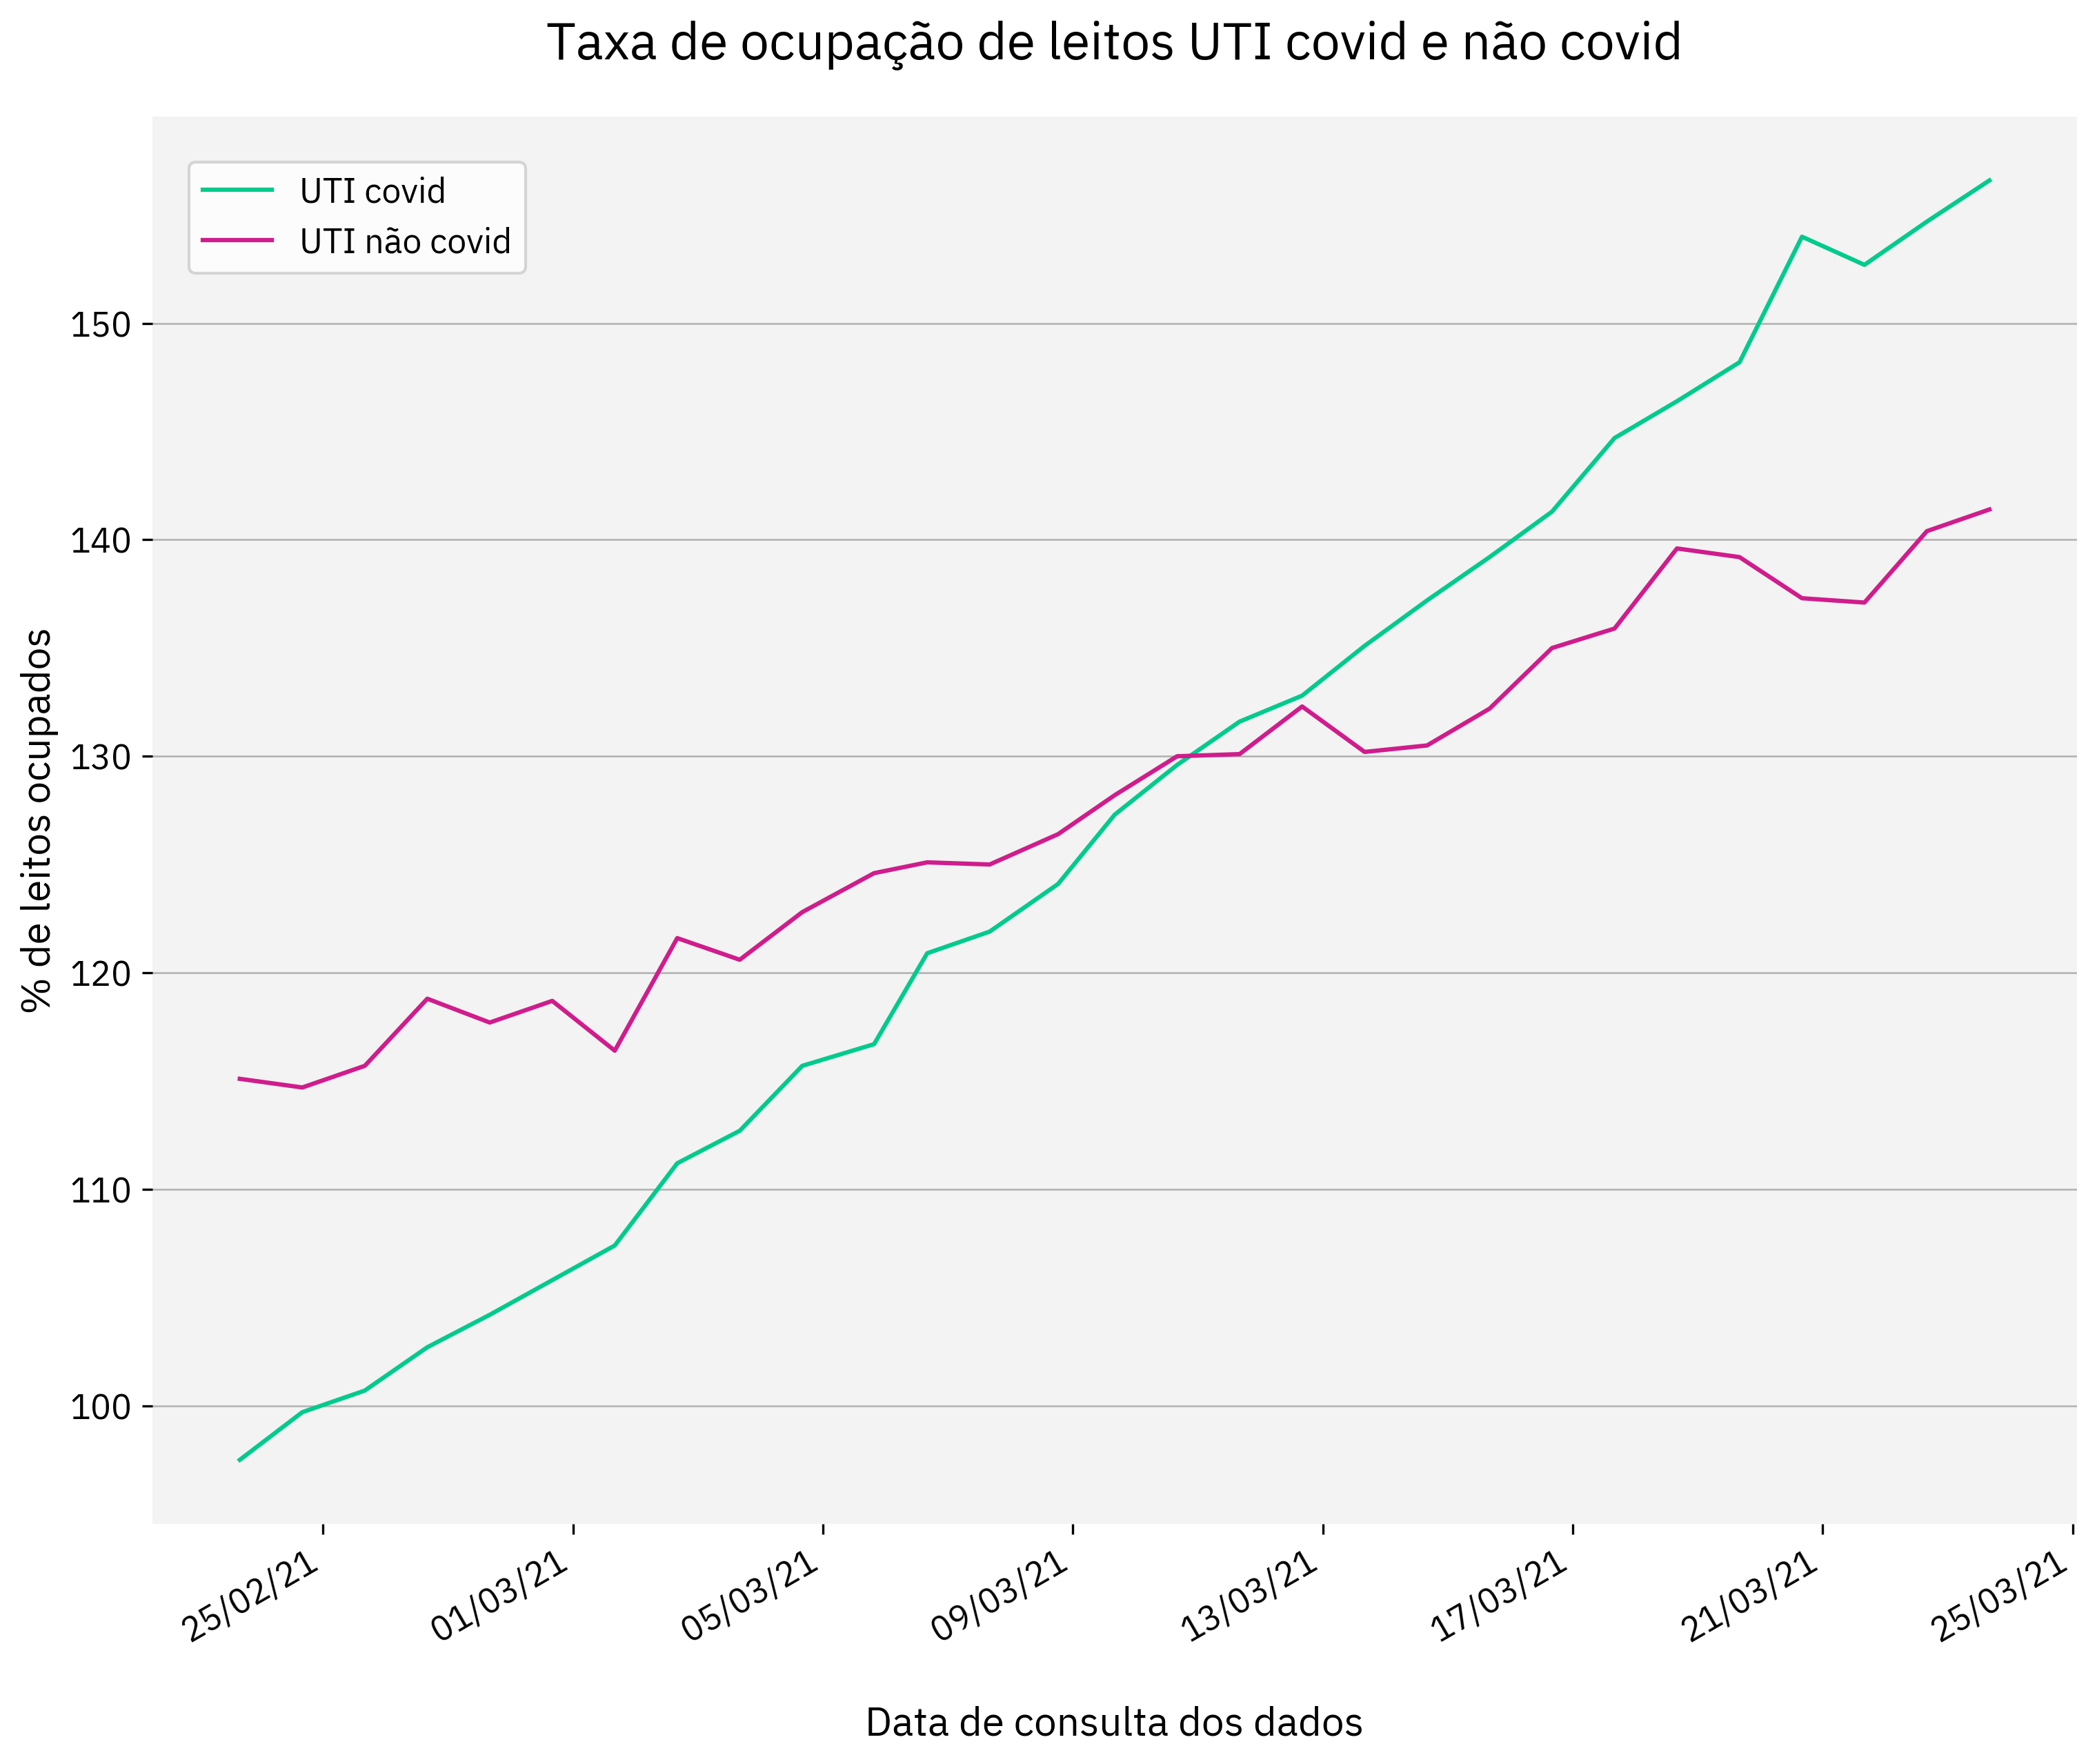 Taxa de ocupação de leitos UTI covid e não covid
UTI covid
UTI não covid
150
140
130
120
110
100
% de leitos ocupados
25/02/21
01/03/21
05/03/21
09/03/21
13/03/21
17/03/21
21/03/21
25/03/21
Data de consulta dos dados